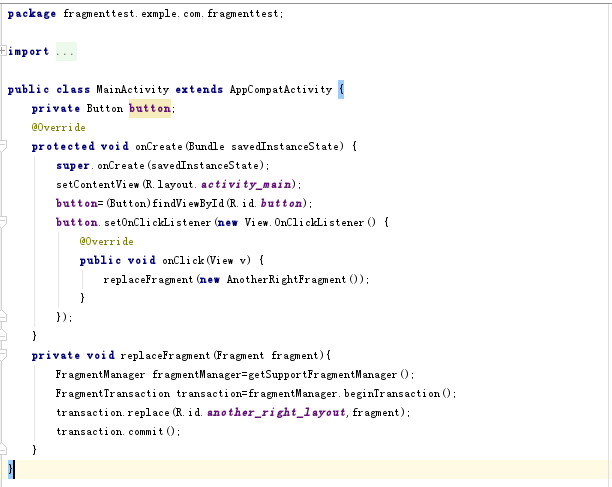 package fragmenttest.exmple.com.fragmenttest;
import ...
public class MainActivity extends AppCompatActivity {
    private Button button;
    @Override
    protected void onCreate(Bundle savedInstanceState) {
        super.onCreate(savedInstanceState);
        setContentView(R.layout.activity_main);
        button=(Button)findViewById(R.id.button);
        button.setOnClickListener(new View.OnClickListener() {
            @Override
            public void onClick(View v) {
                replaceFragment(new AnotherRightFragment());
            }
        });
    }
    private void replaceFragment(Fragment fragment){
        FragmentManager fragmentManager=getSupportFragmentManager();
        FragmentTransaction transaction=fragmentManager.beginTransaction();
        transaction.replace(R.id.another_right_layout,fragment);
        transaction.commit();
    }
}